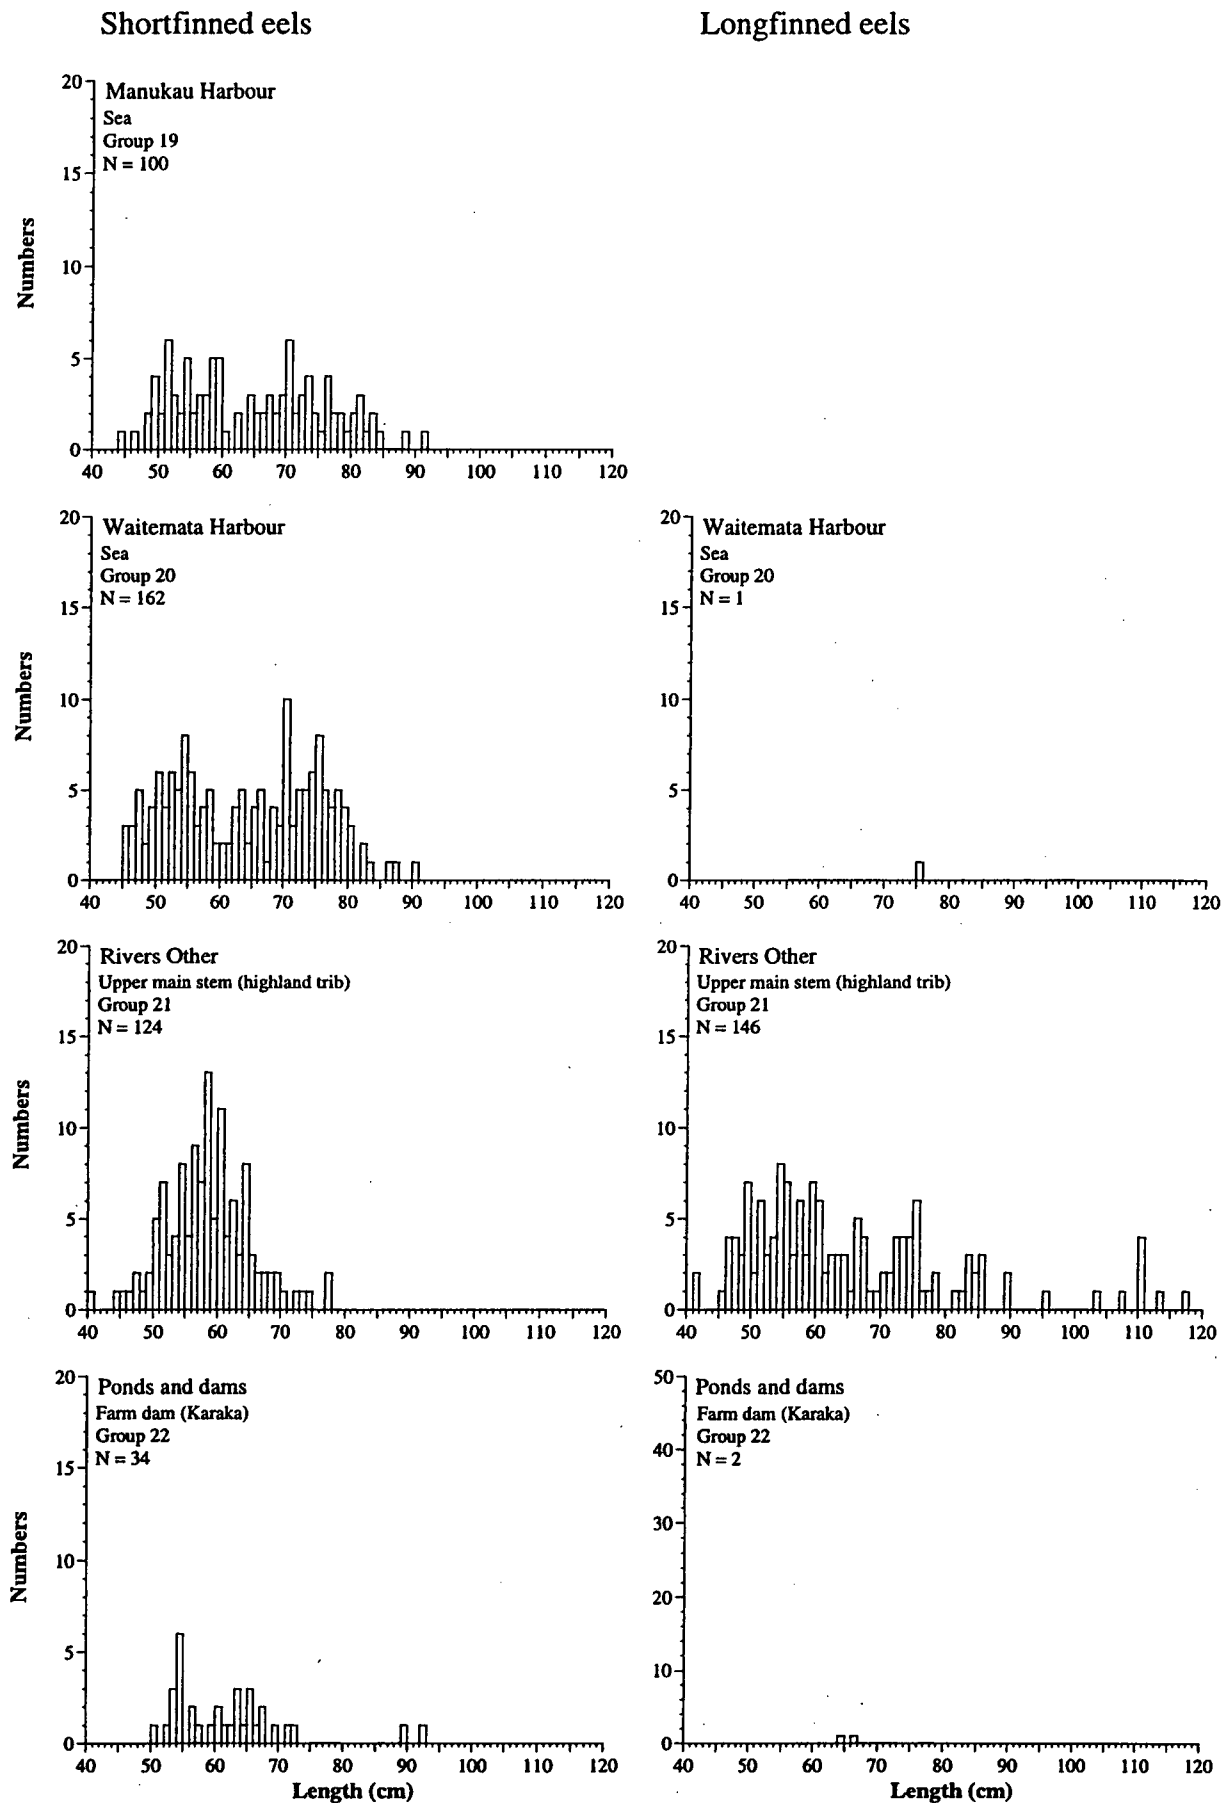 Shortfinned eels
Longfinned eels
Manukau Harbour
Sea
Group 19
N = 100
Numbers
20
15
10
5
0
40 50 60 70 80 90 100 110 120
Waitemata Harbour
Sea
Group 20
N = 162
Numbers
20
15
10
5
0
40 50 60 70 80 90 100 110 120
Waitemata Harbour
Sea
Group 20
N = 1
20
15
10
5
0
40 50 60 70 80 90 100 110 120
Rivers Other
Upper main stem (highland trib)
Group 21
N = 124
Numbers
20
15
10
5
0
40 50 60 70 80 90 100 110 120
Rivers Other
Upper main stem (highland trib)
Group 21
N = 146
20
15
10
5
0
40 50 60 70 80 90 100 110 120
Ponds and dams
Farm dam (Karaka)
Group 22
N = 34
Numbers
20
15
10
5
0
40 50 60 70 80 90 100 110 120
Length (cm)
Ponds and dams
Farm dam (Karaka)
Group 22
N = 2
50
40
30
20
10
0
40 50 60 70 80 90 100 110 120
Length (cm)